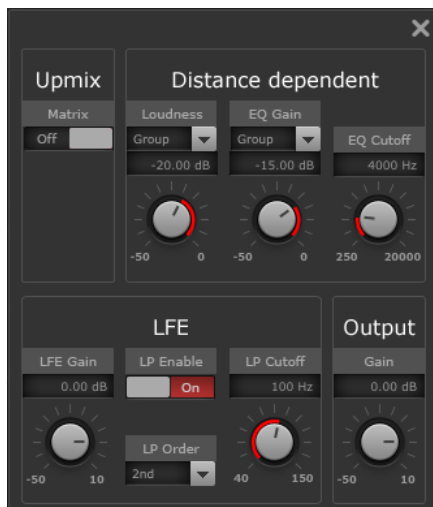 Upmix
Distance dependent
Matrix
Loudness
EQ Gain
Off
Group
Group
EQ Cutoff
-20.00 dB
-15.00 dB
4000 Hz
-50 0
-50 0
250 20000
LFE
Output
LFE Gain
LP Enable
LP Cutoff
Gain
0.00 dB
On
100 Hz
0.00 dB
LP Order
2nd
-50 10
40 150
-50 10